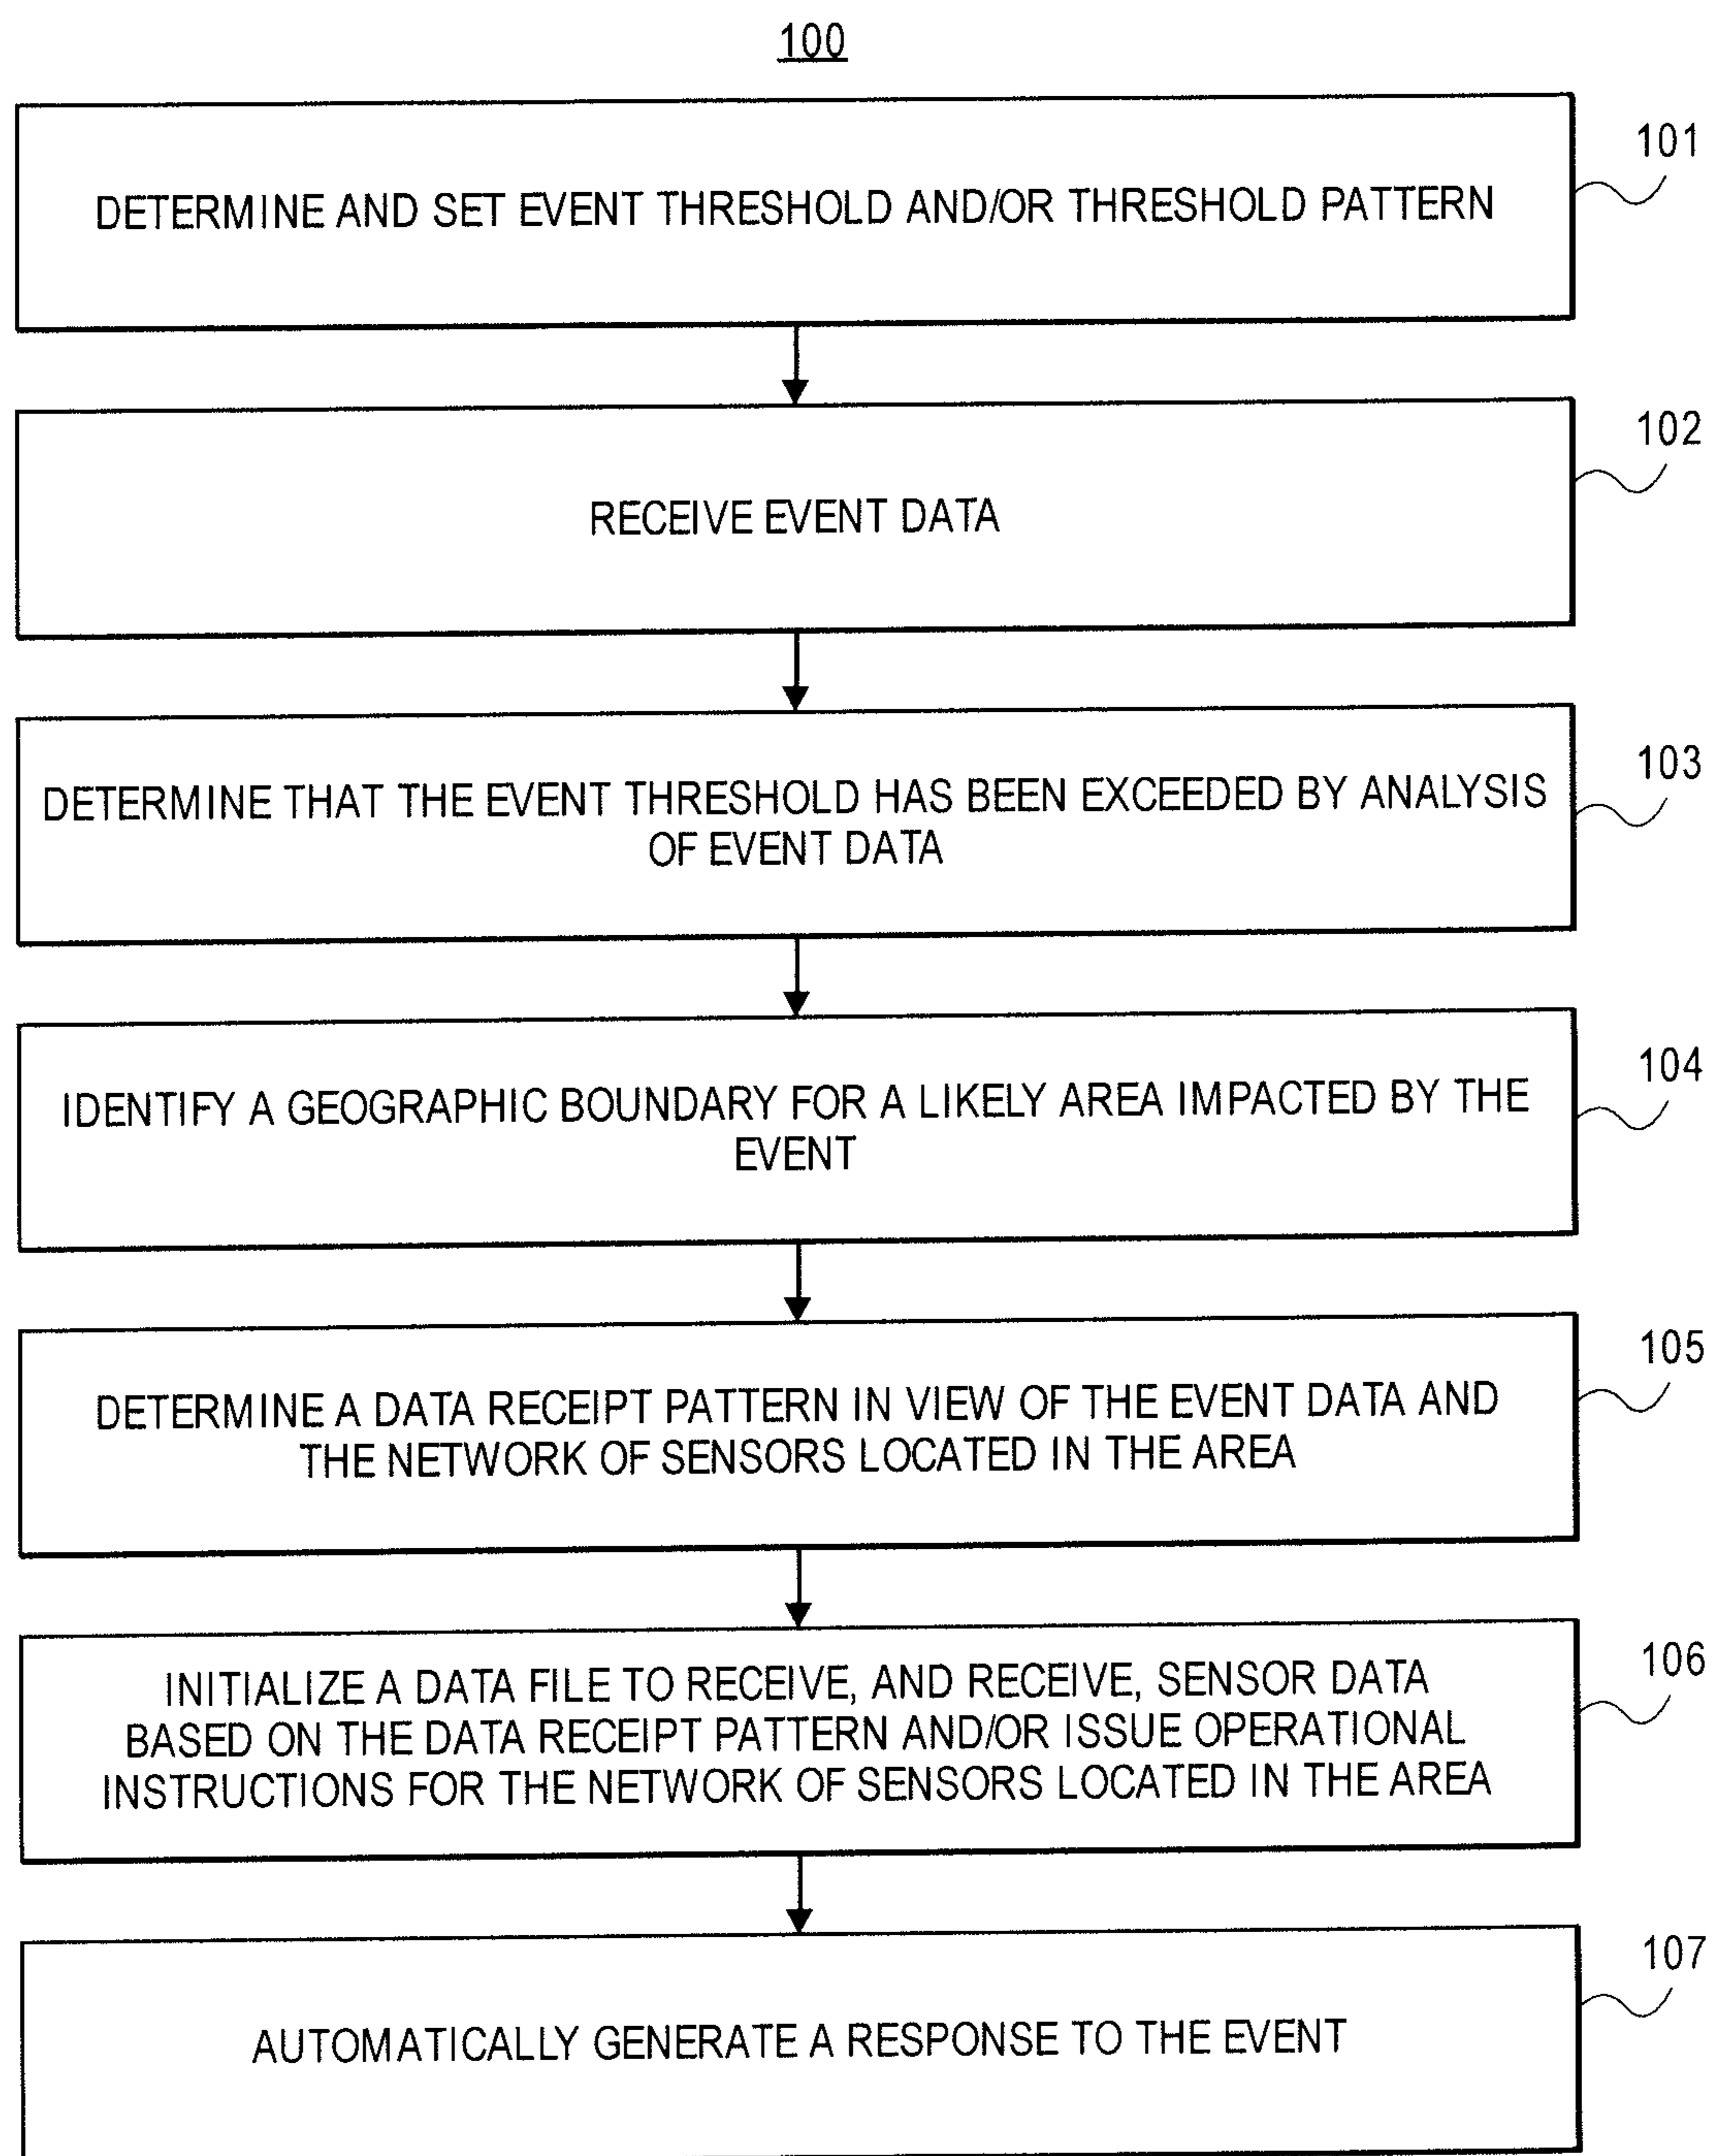 100
101
DETERMINE AND SET EVENT THRESHOLD AND/OR THRESHOLD PATTERN
102
RECEIVE EVENT DATA
103
DETERMINE THAT THE EVENT THRESHOLD HAS BEEN EXCEEDED BY ANALYSIS
OF EVENT DATA
104
IDENTIFY A GEOGRAPHIC BOUNDARY FOR A LIKELY AREA IMPACTED BY THE
EVENT
105
DETERMINE A DATA RECEIPT PATTERN IN VIEW OF THE EVENT DATA AND
THE NETWORK OF SENSORS LOCATED IN THE AREA
106
INITIALIZE A DATA FILE TO RECEIVE, AND RECEIVE, SENSOR DATA
BASED ON THE DATA RECEIPT PATTERN AND/OR ISSUE OPERATIONAL
INSTRUCTIONS FOR THE NETWORK OF SENSORS LOCATED IN THE AREA
107
AUTOMATICALLY GENERATE A RESPONSE TO THE EVENT